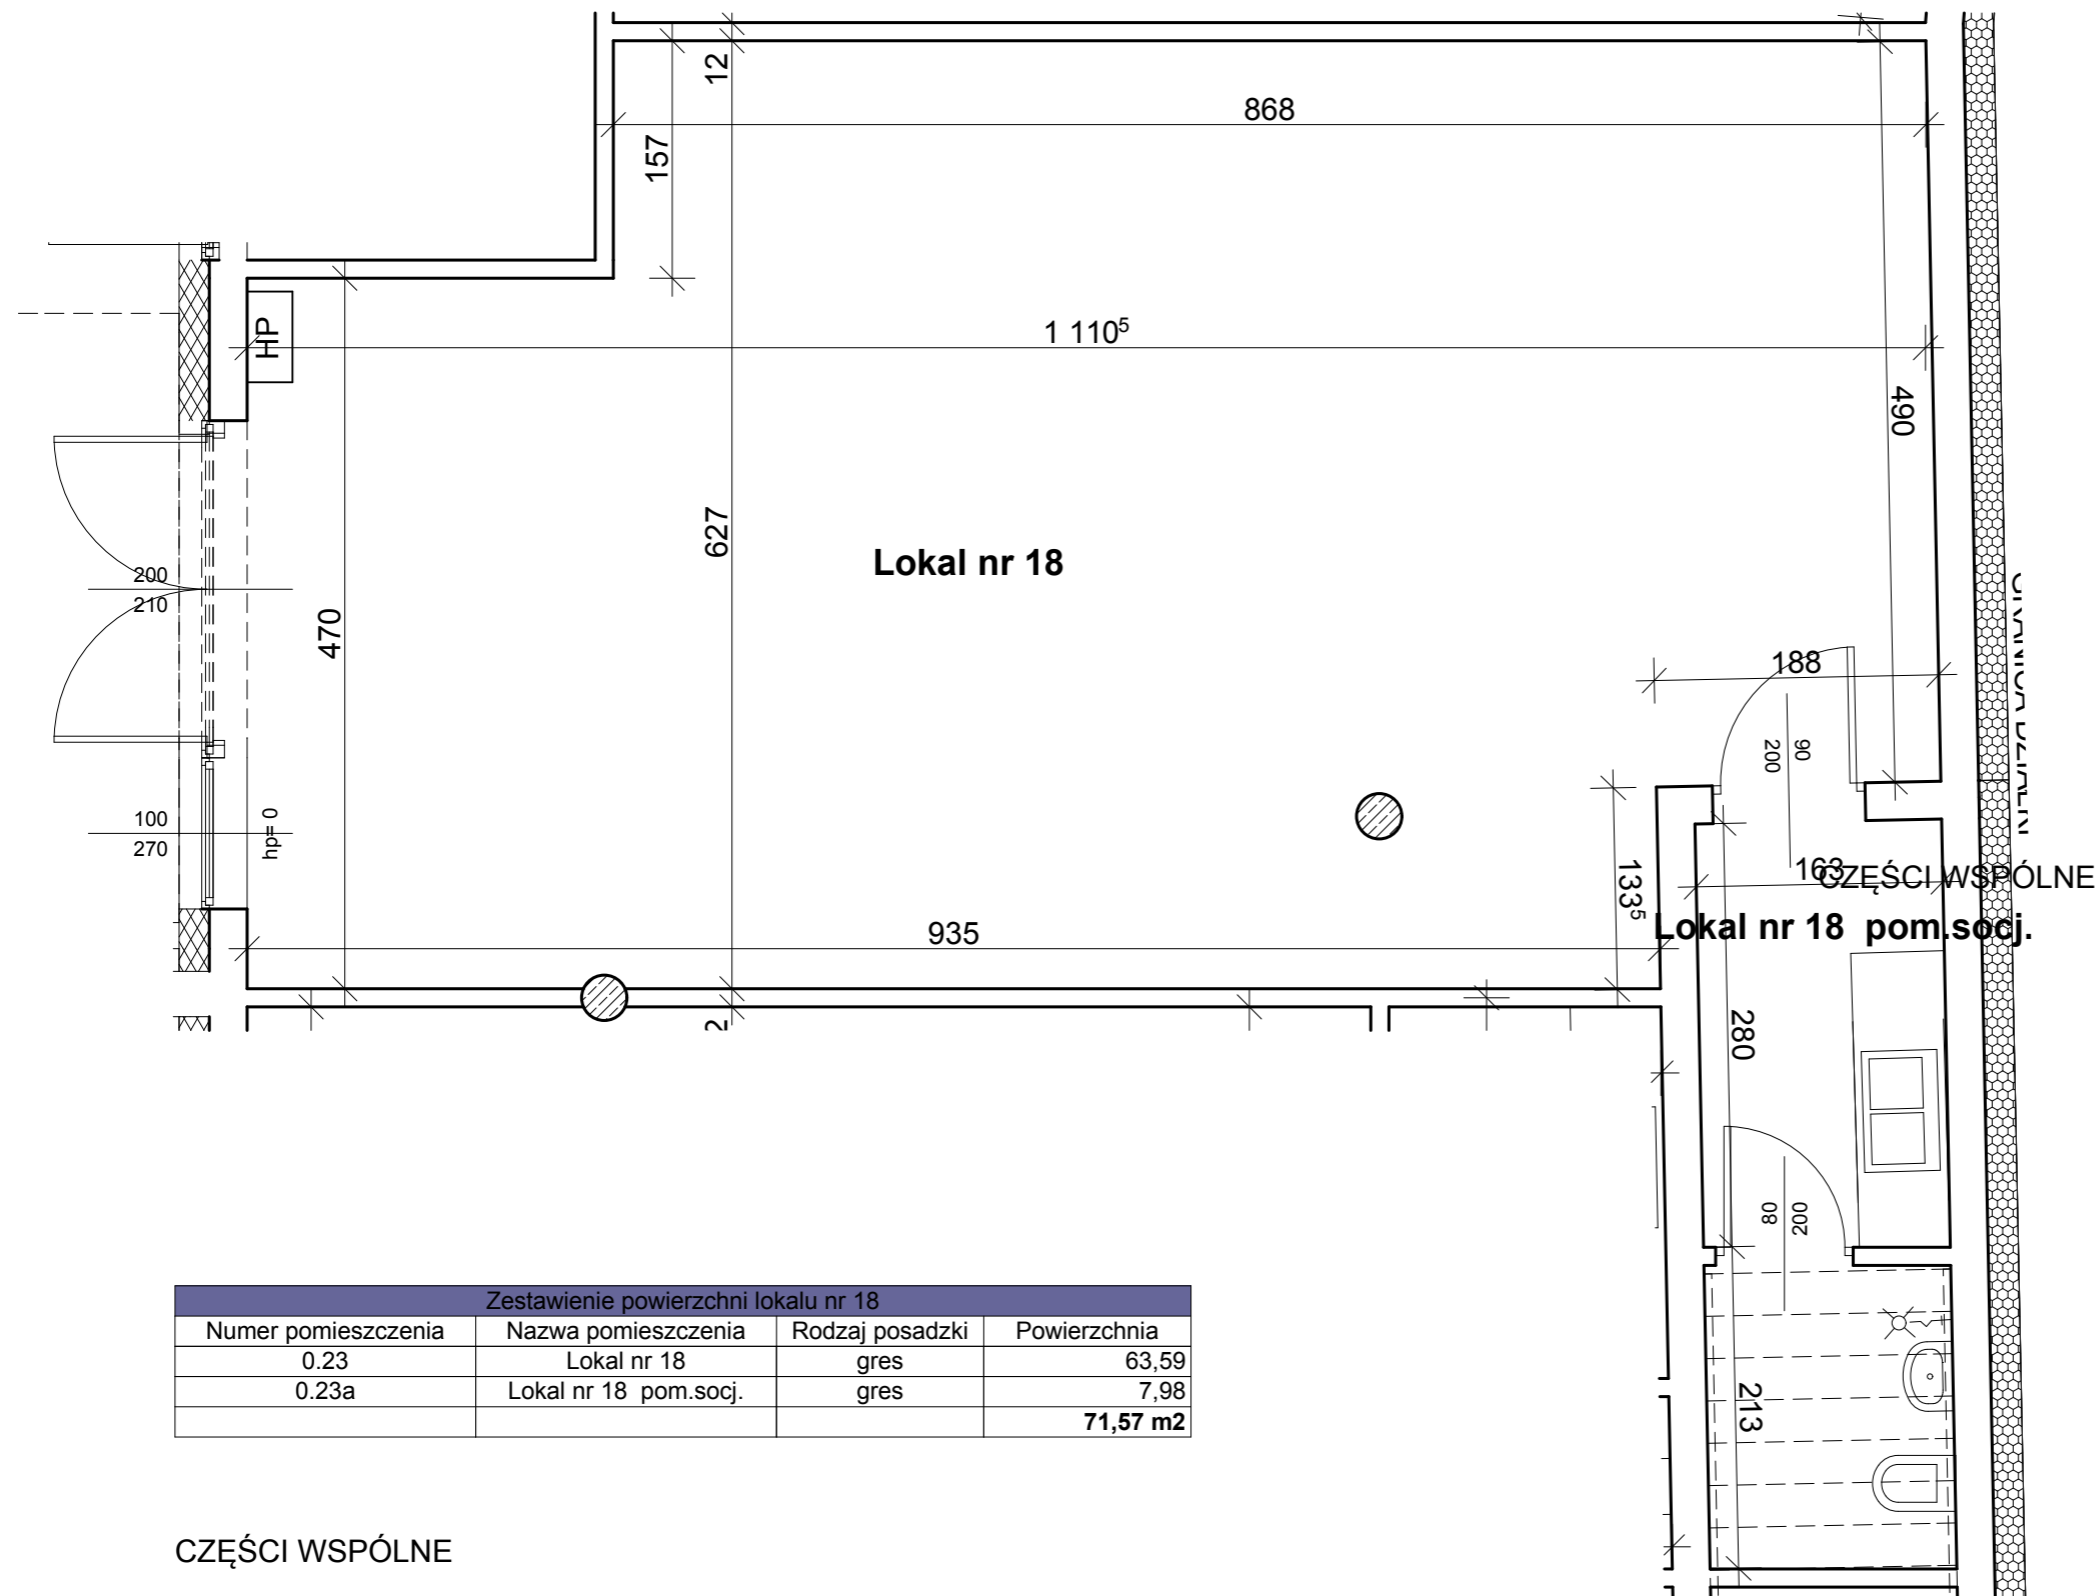 12
868
157
HP
1 110⁵
490
627
Lokal nr 18
470
200
210
188
90
200
100
270
hp= 0
133⁵
163
CZĘŚCI WSPÓLNE
Lokal nr 18 pom.socj.
935
2
280
80
200
213
Zestawienie powierzchni lokalu nr 18
Numer pomieszczenia Nazwa pomieszczenia Rodzaj posadzki Powierzchnia
0.23 Lokal nr 18 gres 63,59
0.23a Lokal nr 18 pom.socj. gres 7,98
71,57 m2
CZĘŚCI WSPÓLNE